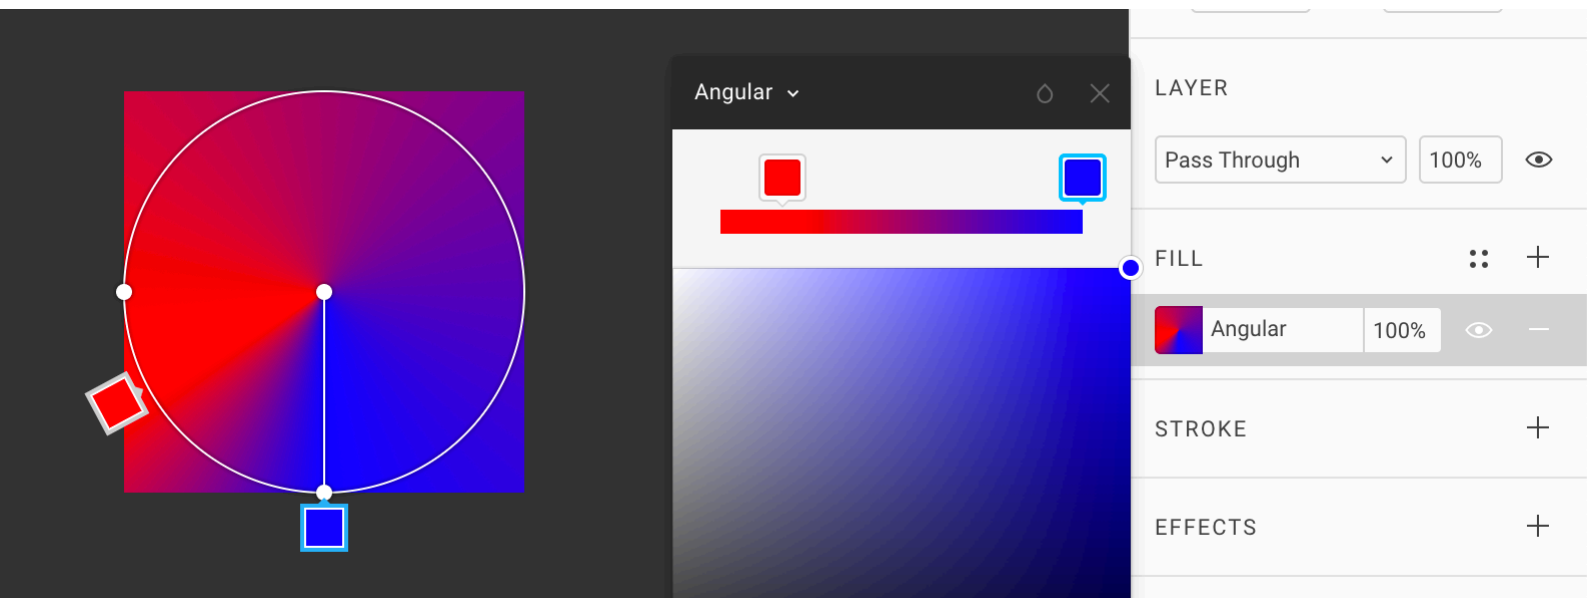 Angular
LAYER
Pass Through 100%
FILL
Angular 100%
STROKE
EFFECTS